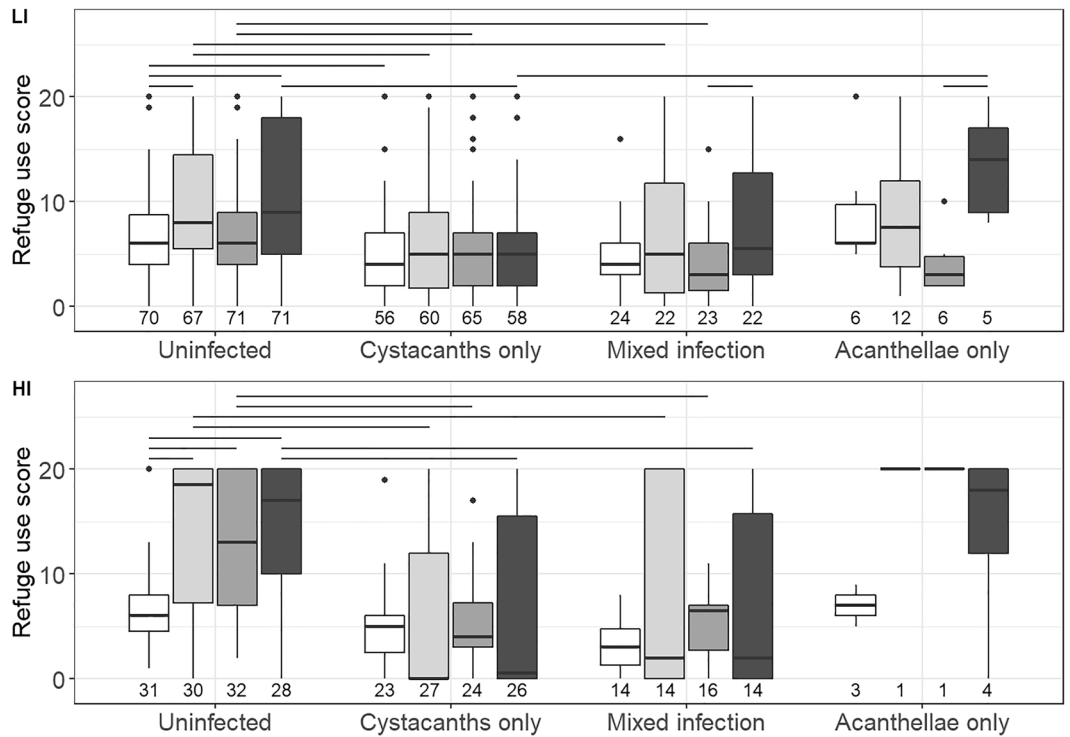 LI
Refuge use score
20
10
0
70 67 71 71 56 60 65 58 24 22 23 22 6 12 6 5
Uninfected Cystacanths only Mixed infection Acanthellae only
HI
Refuge use score
20
10
0
31 30 32 28 23 27 24 26 14 14 16 14 3 1 1 4
Uninfected Cystacanths only Mixed infection Acanthellae only